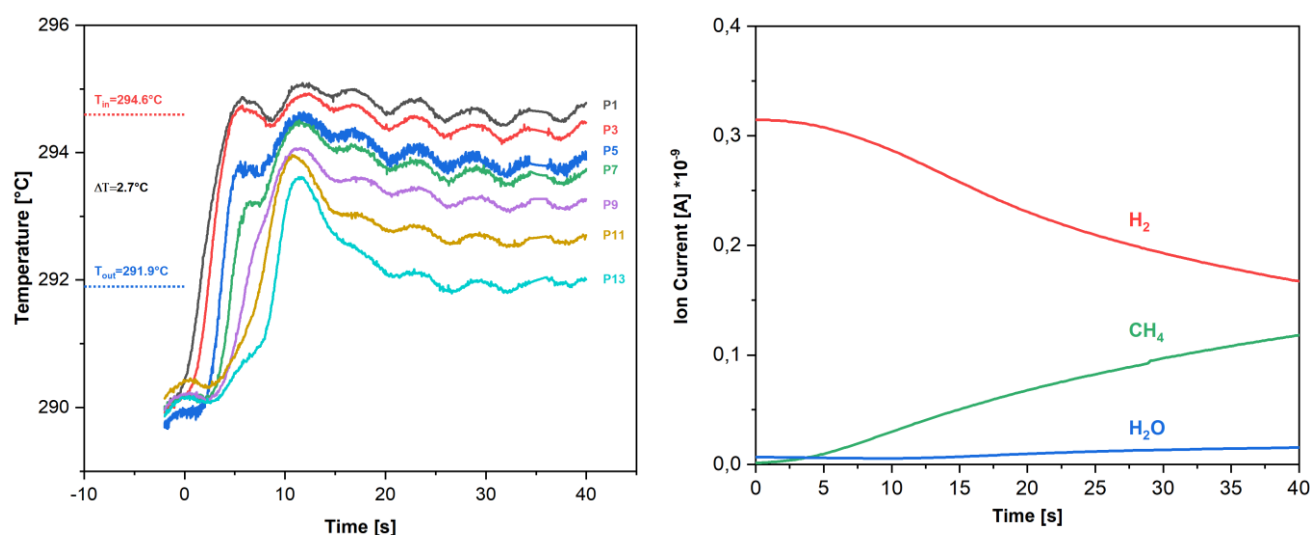 296
294
292
290
Temperature [°C]
T_in=294.6°C
ΔT=2.7°C
T_out=291.9°C
P1
P3
P5
P7
P9
P11
P13
-10 0 10 20 30 40
Time [s]
0,4
0,3
0,2
0,1
0,0
Ion Current [A] *10⁻⁹
H₂
CH₄
H₂O
0 5 10 15 20 25 30 35 40
Time [s]